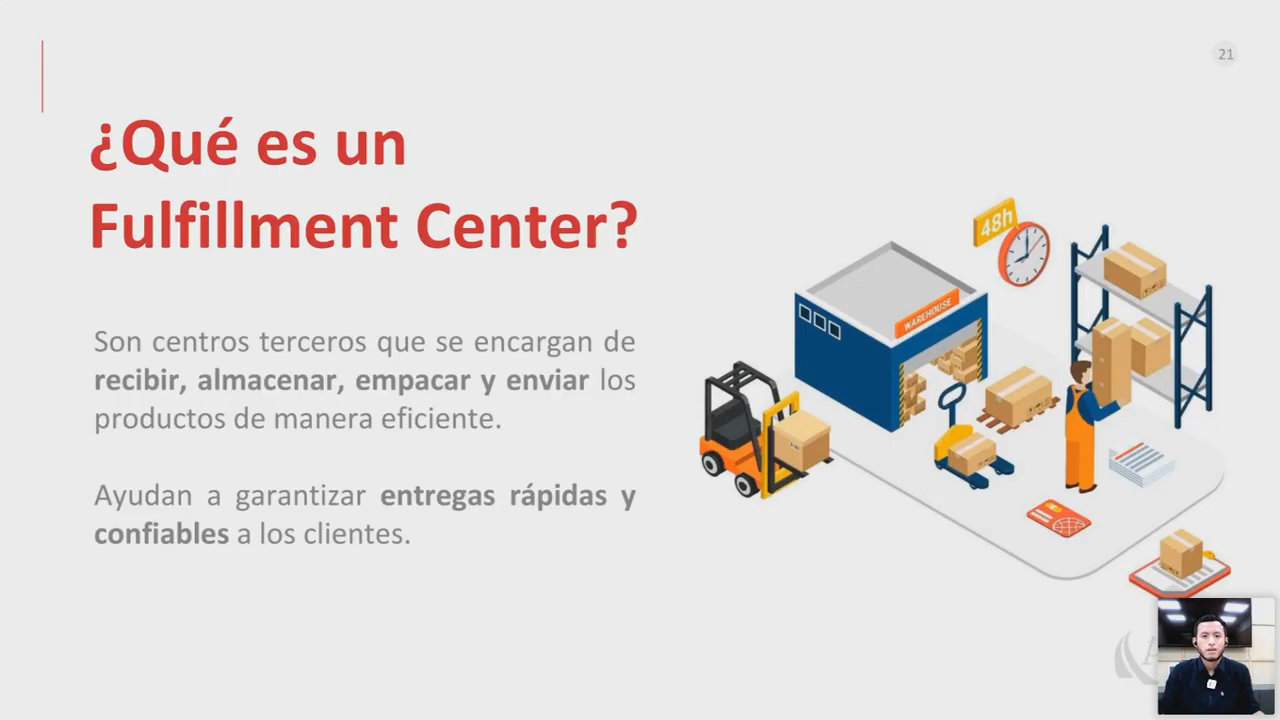 21
¿Qué es un
Fulfillment Center?
Son centros terceros que se encargan de
recibir, almacenar, empacar y enviar los
productos de manera eficiente.
Ayudan a garantizar entregas rápidas y
confiables a los clientes.
48h
WAREHOUSE